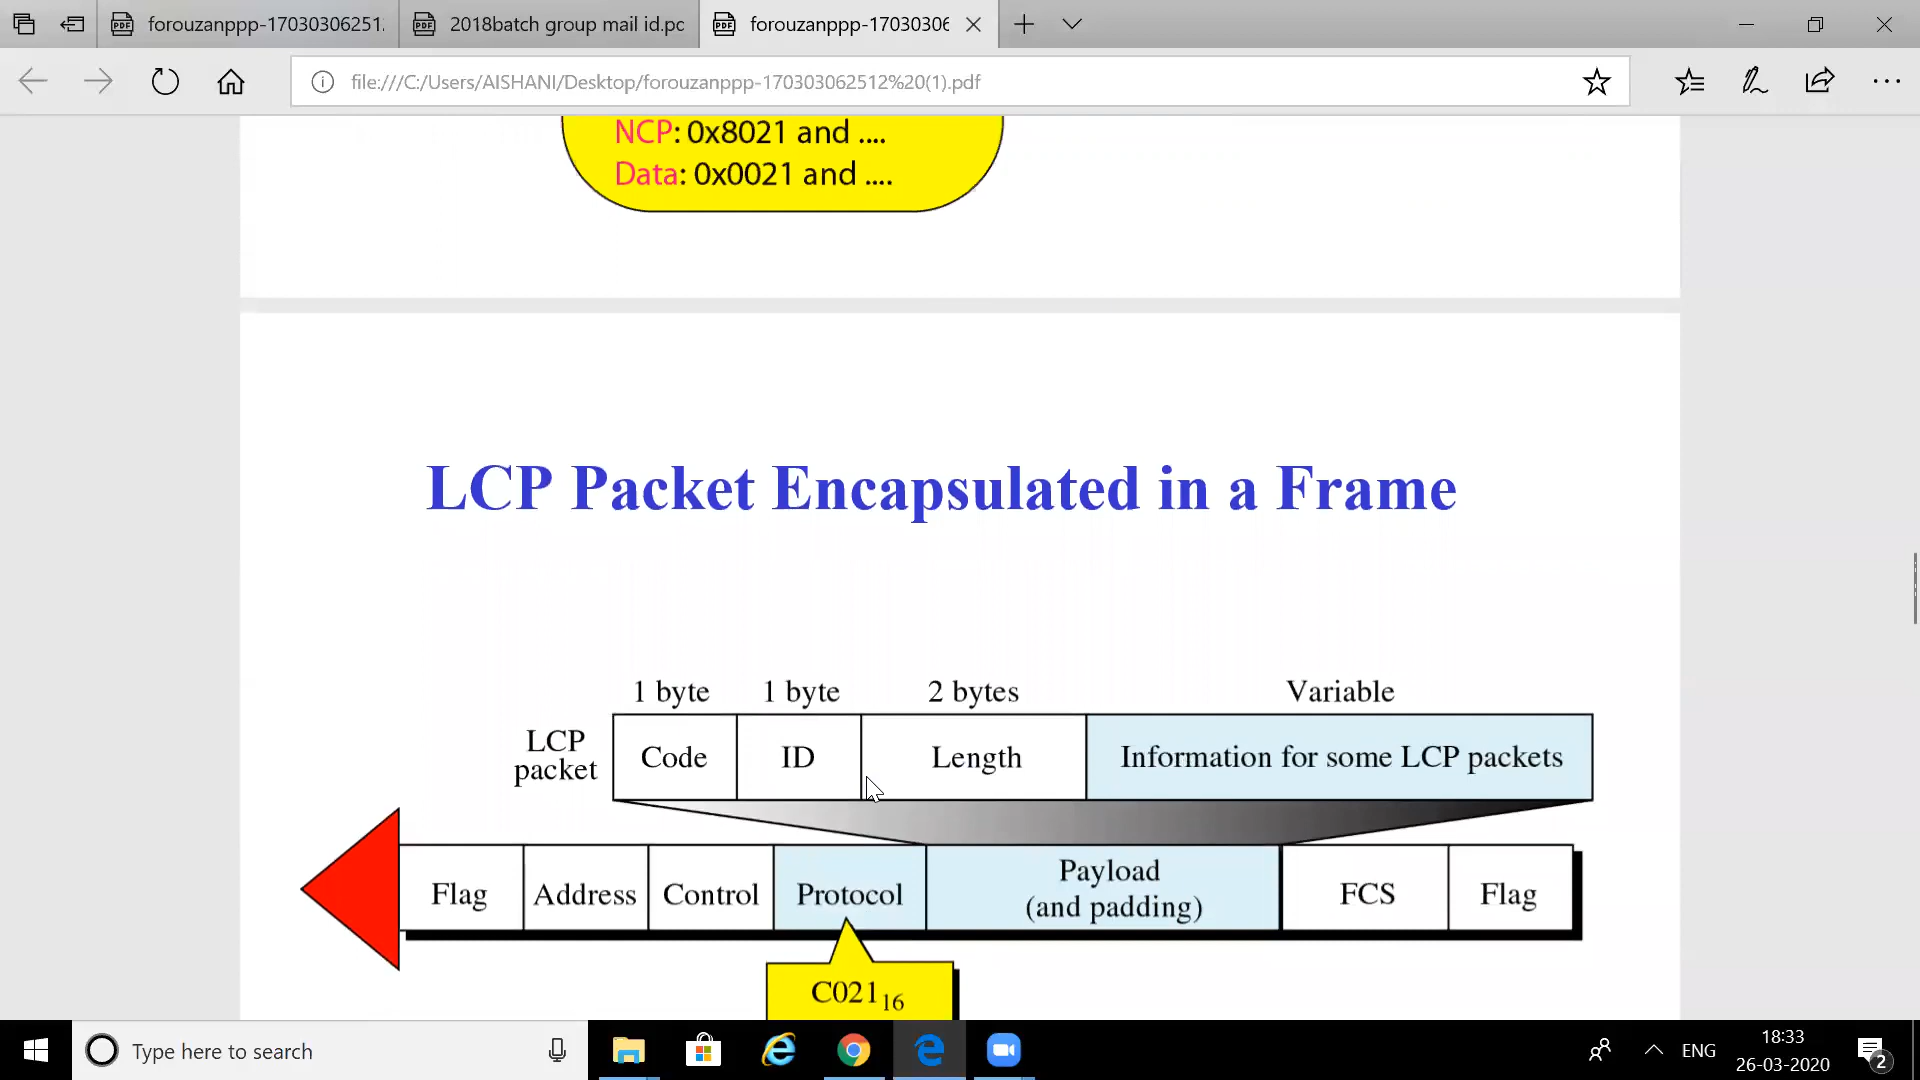 forouzanppp-17030306251.
2018batch group mail id.pc
forouzanppp-17030306
file:///C:/Users/AISHANI/Desktop/forouzanppp-170303062512%20(1).pdf
NCP: 0x8021 and ....
Data: 0x0021 and ....
LCP Packet Encapsulated in a Frame
1 byte 1 byte 2 bytes Variable
LCP packet
Code ID Length Information for some LCP packets
Flag Address Control Protocol Payload (and padding) FCS Flag
C021₁₆
Type here to search
ENG
18:33
26-03-2020
2